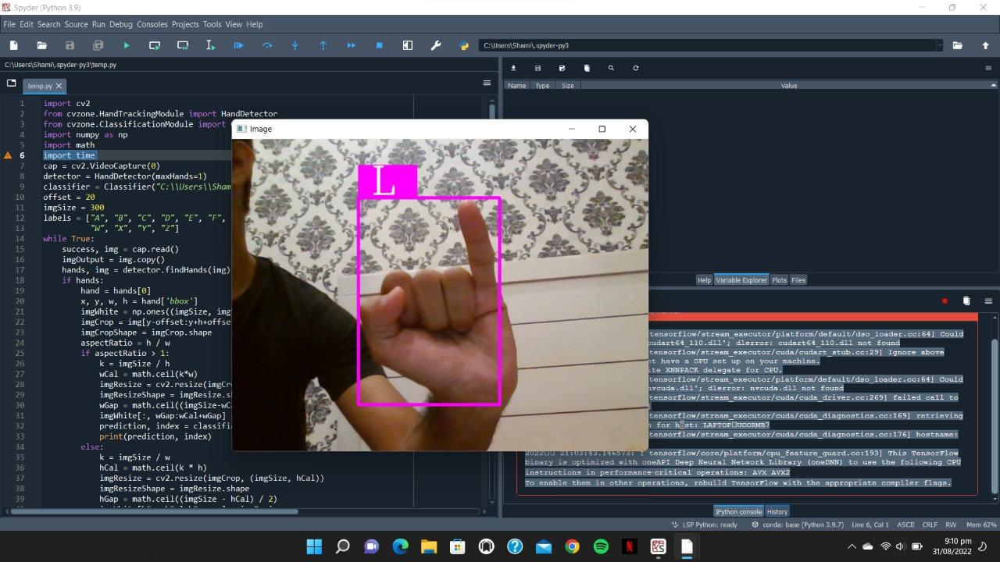 Spyder (Python 3.9)
File Edit Search Source Run Debug Consoles Projects Tools View Help
C:\Users\Shami\.spyder-py3
C:\Users\Shami\.spyder-py3\temp.py
temp.py
1 import cv2
2 from cvzone.HandTrackingModule import HandDetector
3 from cvzone.ClassificationModule import
4 import numpy as np
5 import math
6 import time
7 cap = cv2.VideoCapture(0)
8 detector = HandDetector(maxHands=1)
9 classifier = Classifier("C:\\Users\\Sham
10 offset = 20
11 imgSize = 300
12 labels = ["A", "B", "C", "D", "E", "F",
13 "W", "X", "Y", "Z"]
14 while True:
15 success, img = cap.read()
16 imgOutput = img.copy()
17 hands, img = detector.findHands(img)
18 if hands:
19 hand = hands[0]
20 x, y, w, h = hand['bbox']
21 imgWhite = np.ones((imgSize, img
22 imgCrop = img[y-offset:y+h+offse
23 imgCropShape = imgCrop.shape
24 aspectRatio = h / w
25 if aspectRatio > 1:
26 k = imgSize / h
27 wCal = math.ceil(k*w)
28 imgResize = cv2.resize(imgCro
29 imgResizeShape = imgResize.s
30 wGap = math.ceil((imgSize-wC
31 imgWhite[:, wGap:wCal+wGap]
32 prediction, index = classifi
33 print(prediction, index)
34 else:
35 k = imgSize / w
36 hCal = math.ceil(k * h)
37 imgResize = cv2.resize(imgCrop, (imgSize, hCal))
38 imgResizeShape = imgResize.shape
39 hGap = math.ceil((imgSize - hCal) / 2)
Image
L
Name Type Size Value
Help Variable Explorer Plots Files
tensorflow/stream_executor/platform/default/dso_loader.cc:64] Could
cudart64_110.dll'; dlerror: cudart64_110.dll not found
tensorflow/stream_executor/cuda/cudart_stub.cc:29] Ignore above
ot have a GPU set up on your machine.
ite XNNPACK delegate for CPU.
tensorflow/stream_executor/platform/default/dso_loader.cc:64] Could
nvcuda.dll'; dlerror: nvcuda.dll not found
tensorflow/stream_executor/cuda/cuda_driver.cc:269] failed call to
tensorflow/stream_executor/cuda/cuda_diagnostics.cc:169] retrieving
n for host:
tensorflow/stream_executor/cuda/cuda_diagnostics.cc:176] hostname:
tensorflow/core/platform/cpu_feature_guard.cc:193] This TensorFlow
binary is optimized with oneAPI Deep Neural Network Library (oneDNN) to use the following CPU
instructions in performance-critical operations: AVX AVX2
To enable them in other operations, rebuild TensorFlow with the appropriate compiler flags.
IPython console History
LSP Python: ready conda: base (Python 3.9.7) Line 6, Col 1 ASCII CRLF RW Mem 62%
9:10 pm
31/08/2022